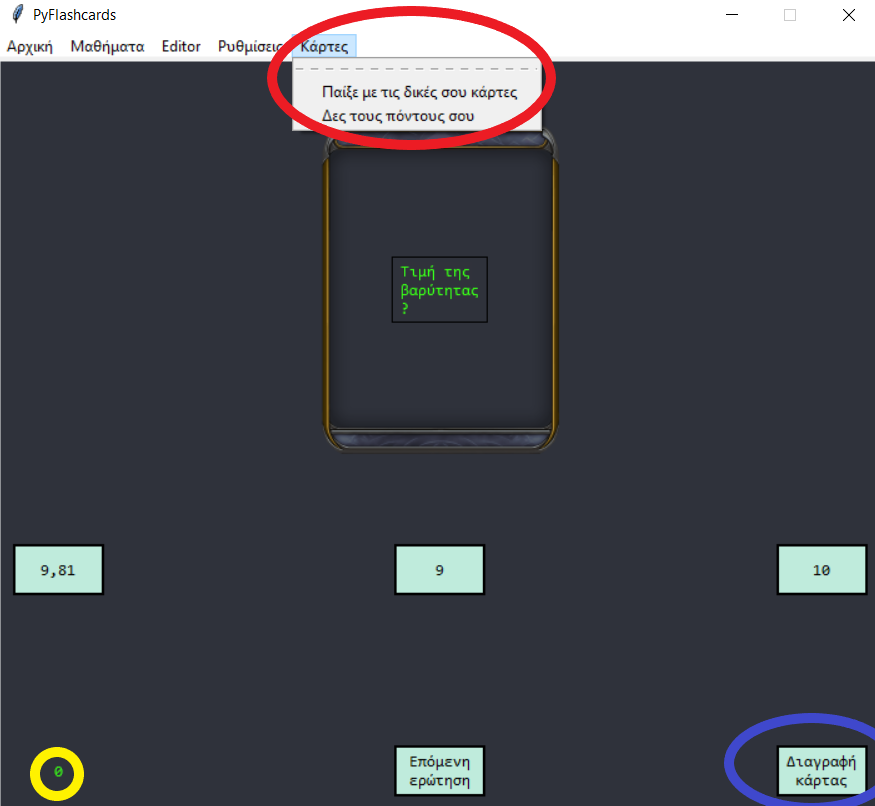 PyFlashcards
Αρχική Μαθήματα Editor Ρυθμίσεις Κάρτες
Παίξε με τις δικές σου κάρτες
Δες τους πόντους σου
Τιμή της
βαρύτητας
?
9,81 9 10
0 Επόμενη Διαγραφή
ερώτηση κάρτας